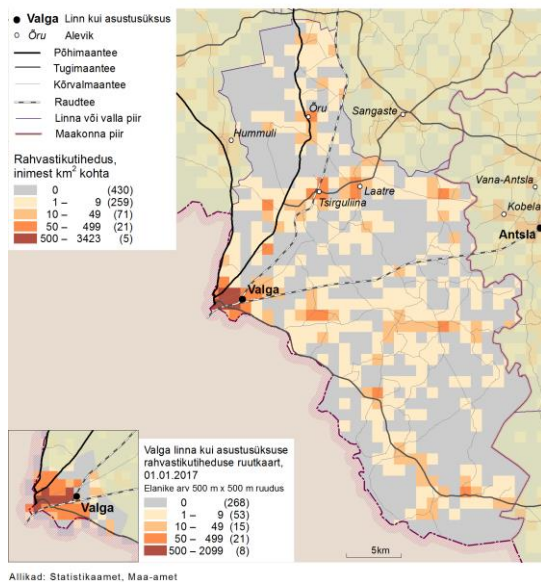 Valga Linn kui asustusüksus
Õru Alevik
Põhimaantee
Tugimaantee
Kõrvalmaantee
Raudtee
Linna või valla piir
Maakonna piir
Rahvastikutihedus,
inimest km² kohta
0 (430)
1 – 9 (259)
10 – 49 (71)
50 – 499 (21)
500 – 3423 (5)
Õru
Sangaste
Hummuli
Laatre
Tsirguliina
Vana-Antsla
Kobela
Antsla
Valga
Valga
Valga linna kui asustusüksuse
rahvastikutiheduse ruutkaart,
01.01.2017
Elanike arv 500 m x 500 m ruudus
0 (268)
1 – 9 (53)
10 – 49 (15)
50 – 499 (21)
500 – 2099 (8)
5km
Allikad: Statistikaamet, Maa-amet